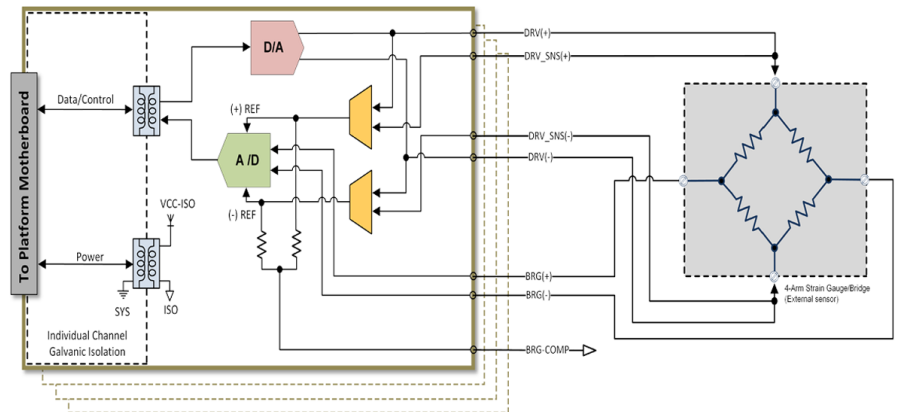 To Platform Motherboard
Data/Control
D/A
(+) REF
A /D
(-) REF
VCC-ISO
Power
SYS
ISO
Individual Channel
Galvanic Isolation
DRV(+)
DRV_SNS(+)
DRV_SNS(-)
DRV(-)
BRG(+)
BRG(-)
BRG-COMP
4-Arm Strain Gauge/Bridge
(External sensor)